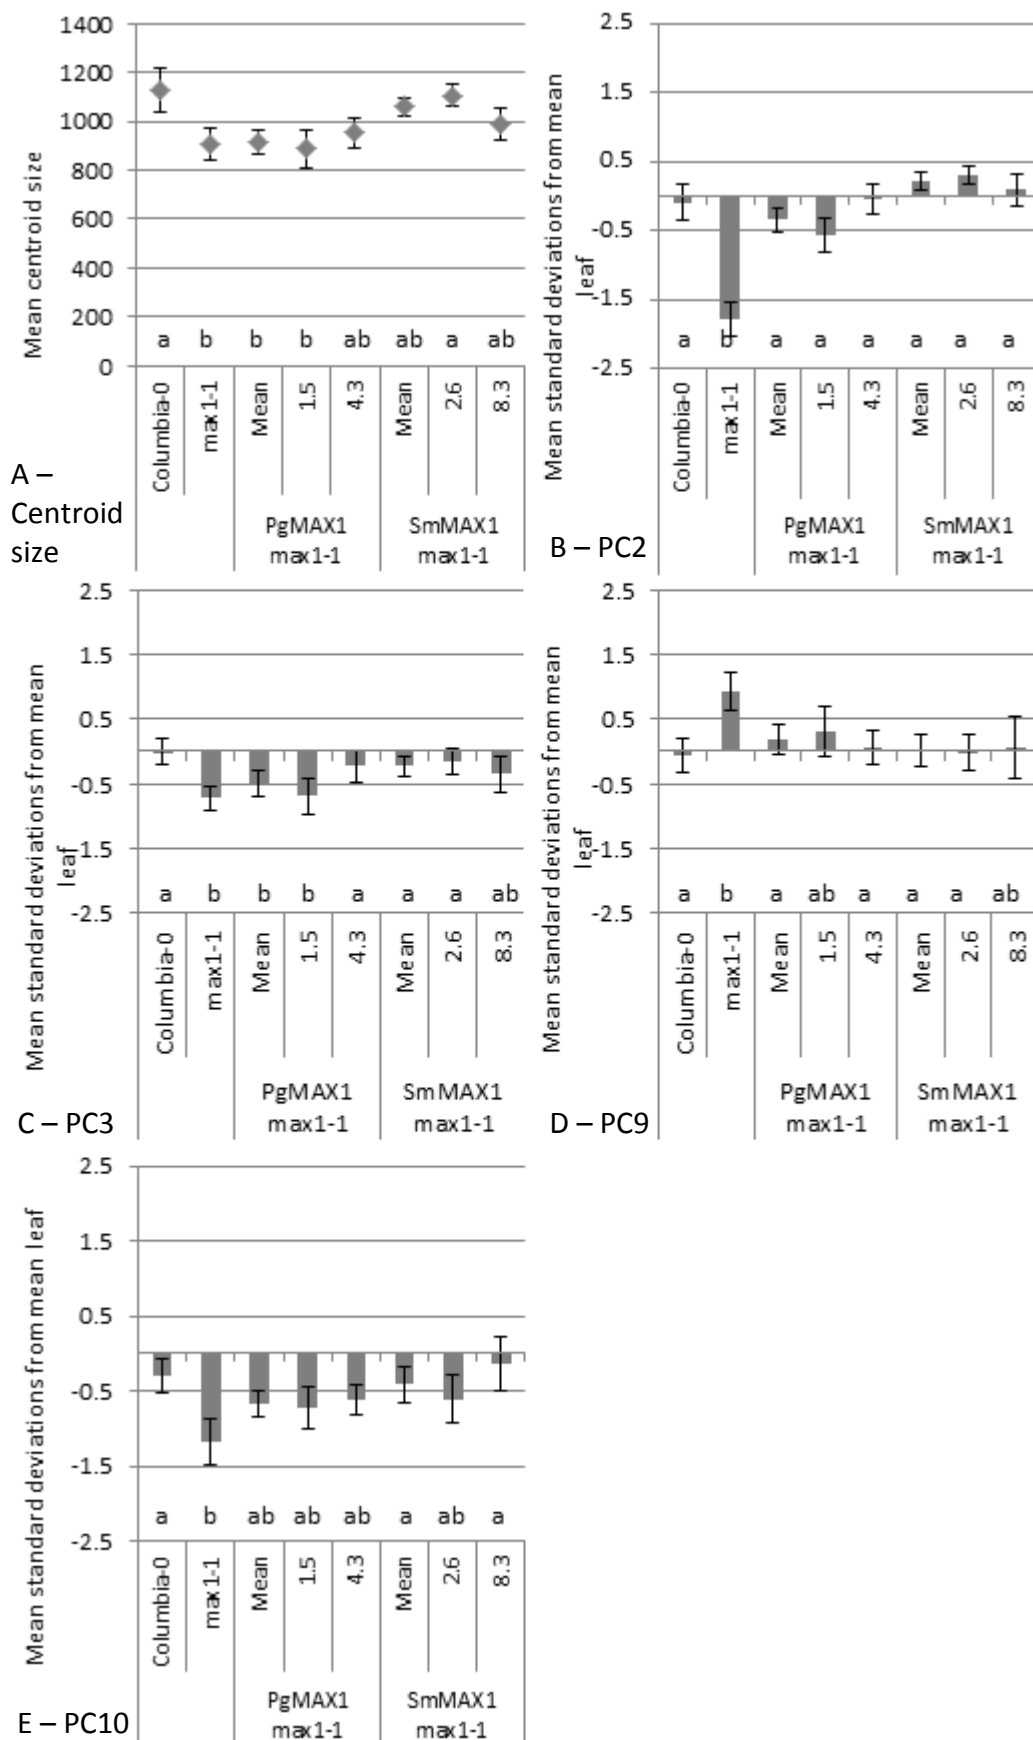 1400
1200
1000
800
600
400
200
0
Mean centroid size
a b b b ab ab a ab
Columbia-0
max1-1
Mean
1.5
4.3
Mean
2.6
8.3
PgMAX1
max1-1
SmMAX1
max1-1
A –
Centroid
size
2.5
1.5
0.5
-0.5
-1.5
-2.5
Mean standard deviations from mean
leaf
a b a a a a a a
Columbia-0
max1-1
Mean
1.5
4.3
Mean
2.6
8.3
PgMAX1
max1-1
SmMAX1
max1-1
B – PC2
2.5
1.5
0.5
-0.5
-1.5
-2.5
Mean standard deviations from mean
leaf
a b b b a a a ab
Columbia-0
max1-1
Mean
1.5
4.3
Mean
2.6
8.3
PgMAX1
max1-1
SmMAX1
max1-1
C – PC3
2.5
1.5
0.5
-0.5
-1.5
-2.5
Mean standard deviations from mean
leaf
a b a ab a a a ab
Columbia-0
max1-1
Mean
1.5
4.3
Mean
2.6
8.3
PgMAX1
max1-1
SmMAX1
max1-1
D – PC9
2.5
1.5
0.5
-0.5
-1.5
-2.5
Mean standard deviations from mean leaf
a b ab ab ab a ab a
Columbia-0
max1-1
Mean
1.5
4.3
Mean
2.6
8.3
PgMAX1
max1-1
SmMAX1
max1-1
E – PC10